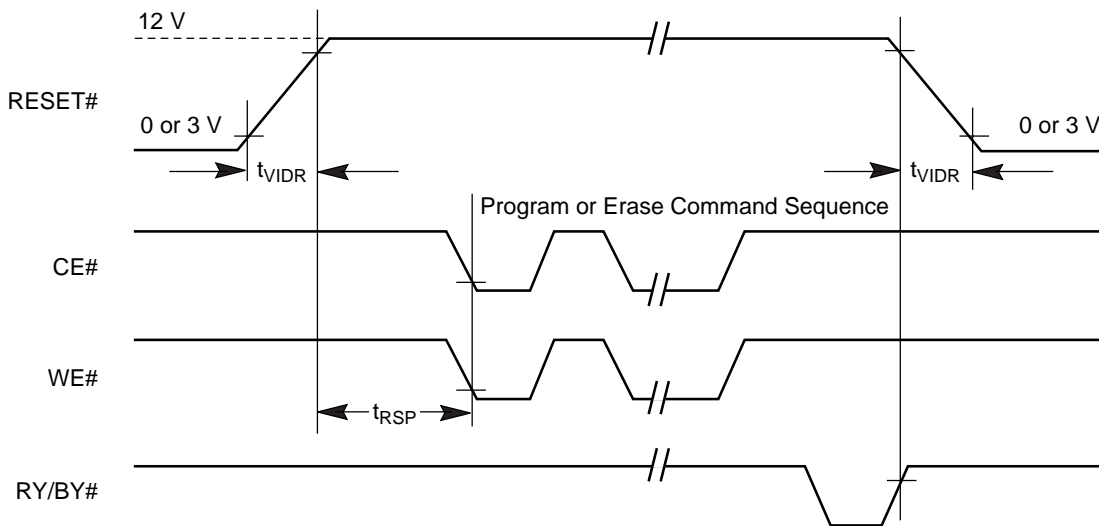 12 V
RESET#
0 or 3 V
0 or 3 V
tVIDR
tVIDR
Program or Erase Command Sequence
CE#
WE#
tRSP
RY/BY#